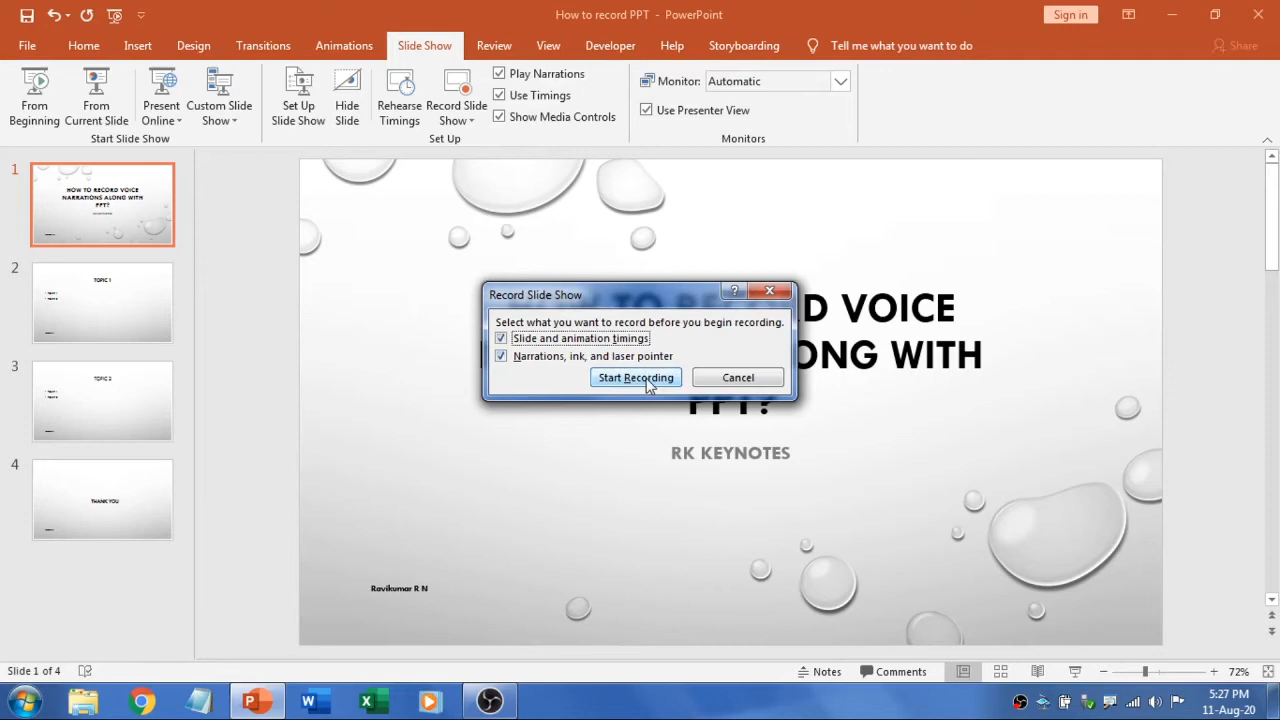 How to record PPT - PowerPoint
Sign in
File Home Insert Design Transitions Animations Slide Show Review View Developer Help Storyboarding Tell me what you want to do Share
From Beginning
From Current Slide
Present Online
Custom Slide Show
Start Slide Show
Set Up Slide Show
Hide Slide
Rehearse Timings
Record Slide Show
Play Narrations
Use Timings
Show Media Controls
Set Up
Monitor: Automatic
Use Presenter View
Monitors
1
HOW TO RECORD VOICE
NARRATIONS ALONG WITH
PPT?
2
TOPIC 1
3
TOPIC 2
4
THANK YOU
RD VOICE
ONG WITH
PPT?
RK KEYNOTES
Ravikumar R N
Record Slide Show
?
Select what you want to record before you begin recording.
Slide and animation timings
Narrations, ink, and laser pointer
Start Recording Cancel
Slide 1 of 4 Notes Comments 72%
5:27 PM
11-Aug-20